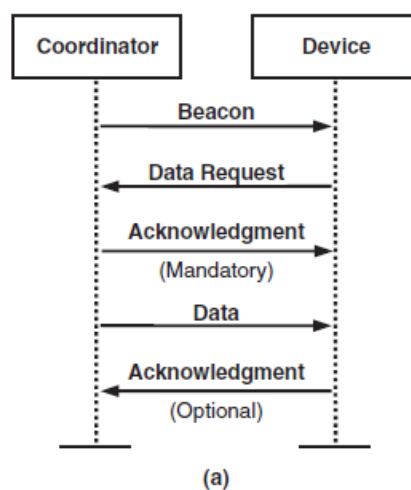 Coordinator
Device
Beacon
Data Request
Acknowledgment
(Mandatory)
Data
Acknowledgment
(Optional)
(a)